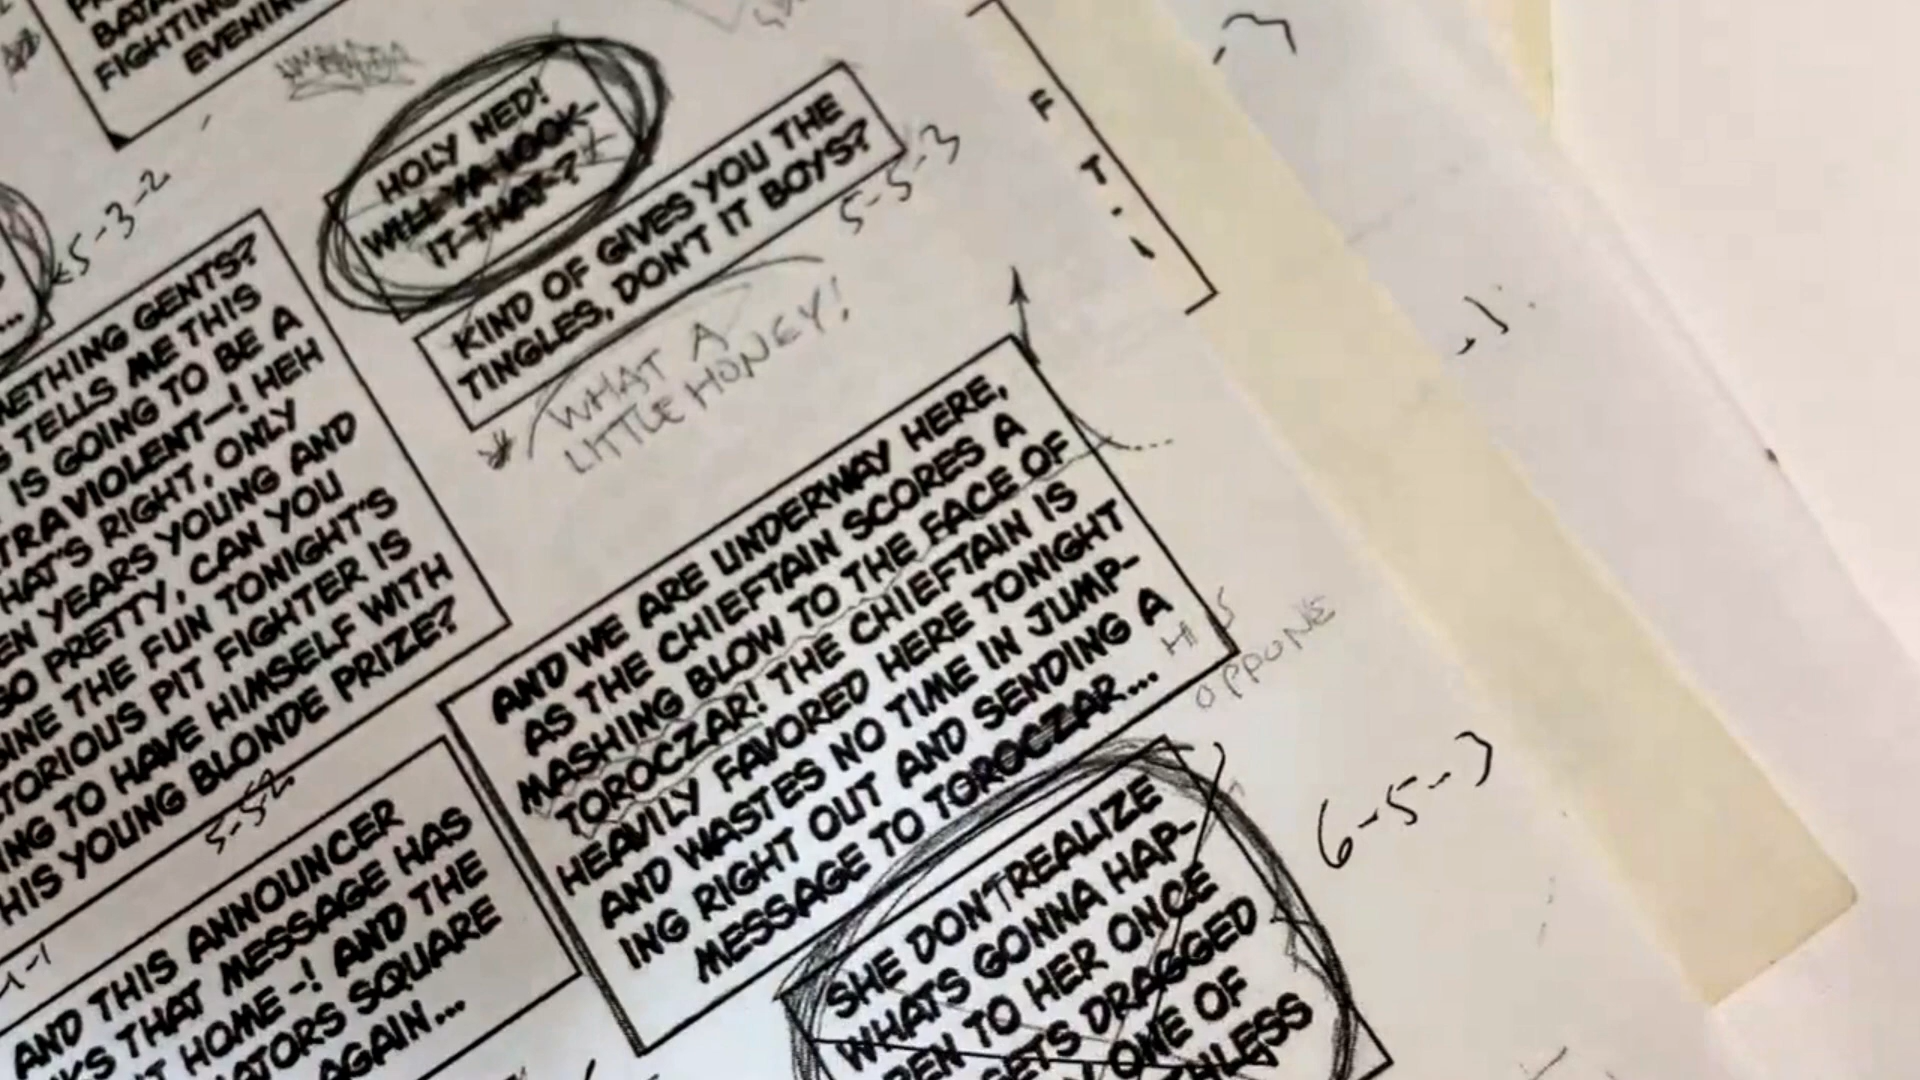 BATA
FIGHTING
EVENIN
HOLY NED!
WILL YA LOOK-
IT THAT-?
KIND OF GIVES YOU THE
TINGLES, DON'T IT BOYS?
5-5-3
WHAT A
LITTLE HONEY!
F T.
5-3-2
METHING GENTS?
S TELLS ME THIS
IS GOING TO BE A
TRAVIOLENT-! HEH
HAT'S RIGHT, ONLY
EN YEARS YOUNG AND
SO PRETTY, CAN YOU
INE THE FUN TONIGHT'S
TORIOUS PIT FIGHTER IS
ING TO HAVE HIMSELF WITH
HIS YOUNG BLONDE PRIZE?
AND WE ARE UNDERWAY HERE,
AS THE CHIEFTAIN SCORES A
MASHING BLOW TO THE FACE OF
TOROCZAR! THE CHIEFTAIN IS
HEAVILY FAVORED HERE TONIGHT
AND WASTES NO TIME IN JUMP-
ING RIGHT OUT AND SENDING A
MESSAGE TO TOROCZAR...
HIS
OPPONE
6-5-3
AND THIS ANNOUNCER
KS THAT MESSAGE HAS
T HOME-! AND THE
ATORS SQUARE
AGAIN...
SHE DON'T REALIZE
WHATS GONNA HAP-
PEN TO HER ONCE
GETS DRAGGED
ONE OF
THLESS